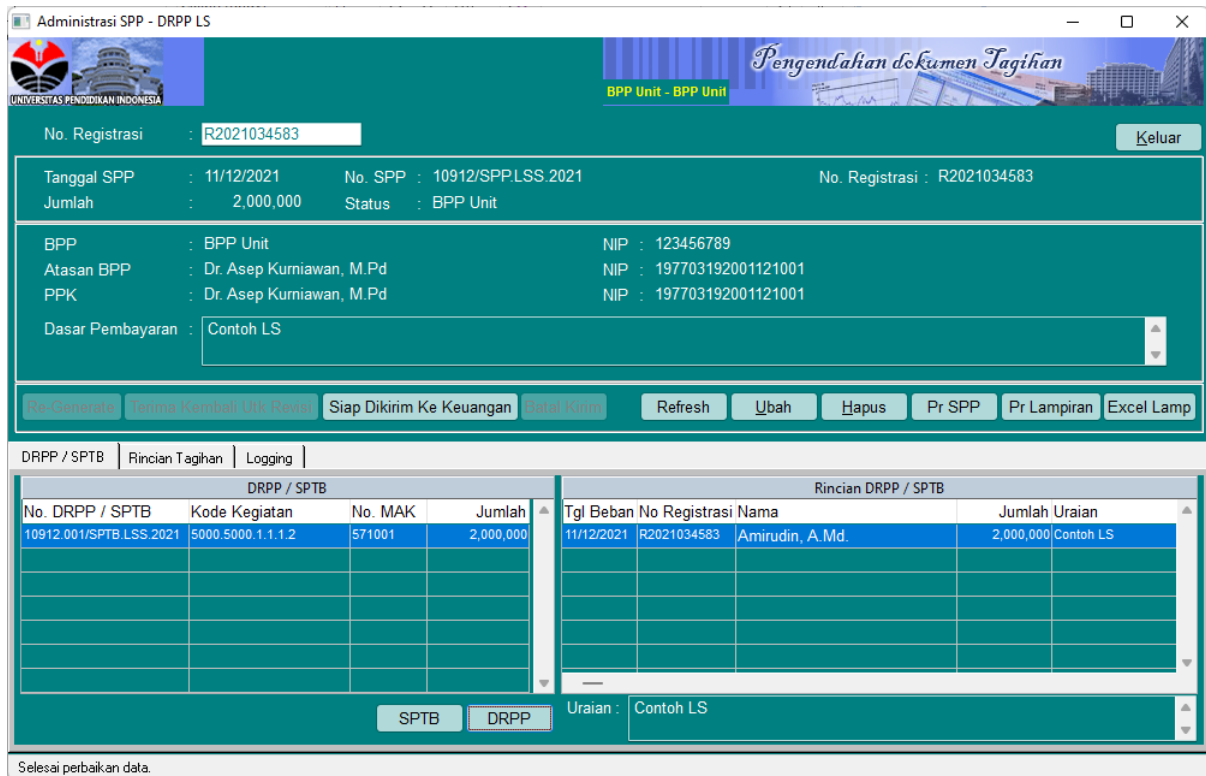 Administrasi SPP - DRPP LS
UNIVERSITAS PENDIDIKAN INDONESIA
Pengendalian dokumen Tagihan
BPP Unit - BPP Unit
No. Registrasi : R2021034583
Keluar
Tanggal SPP : 11/12/2021 No. SPP : 10912/SPP.LSS.2021 No. Registrasi : R2021034583
Jumlah : 2,000,000 Status : BPP Unit
BPP : BPP Unit NIP : 123456789
Atasan BPP : Dr. Asep Kurniawan, M.Pd NIP : 197703192001121001
PPK : Dr. Asep Kurniawan, M.Pd NIP : 197703192001121001
Dasar Pembayaran : Contoh LS
Re-Generate Terima Kembali Utk Revisi Siap Dikirim Ke Keuangan Batal Kirim Refresh Ubah Hapus Pr SPP Pr Lampiran Excel Lamp
DRPP / SPTB Rincian Tagihan Logging
DRPP / SPTB Rincian DRPP / SPTB
No. DRPP / SPTB Kode Kegiatan No. MAK Jumlah Tgl Beban No Registrasi Nama Jumlah Uraian
10912.001/SPTB.LSS.2021 5000.5000.1.1.1.2 571001 2,000,000 11/12/2021 R2021034583 Amirudin, A.Md. 2,000,000 Contoh LS
SPTB DRPP Uraian : Contoh LS
Selesai perbaikan data.